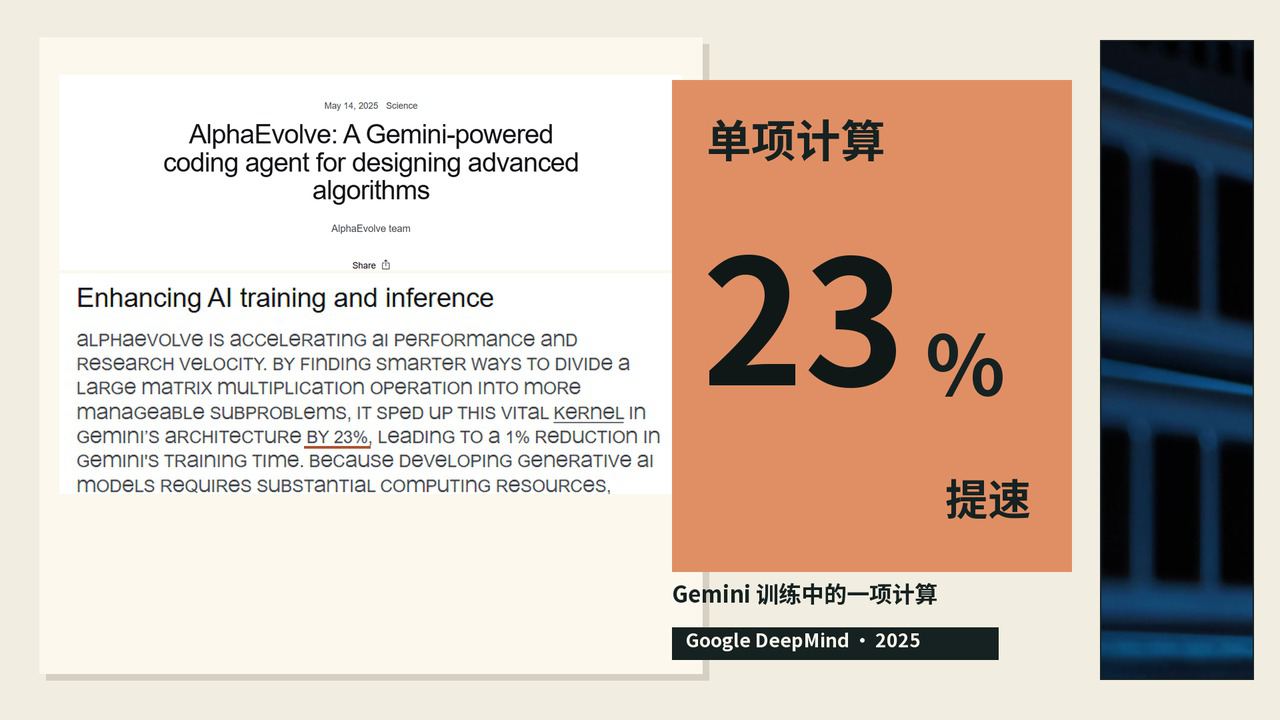 May 14, 2025 Science
AlphaEvolve: A Gemini-powered
coding agent for designing advanced
algorithms
AlphaEvolve team
Share
Enhancing AI training and inference
ALPHAEVOLVE IS ACCELERATING AI PERFORMANCE AND
RESEARCH VELOCITY. BY FINDING SMARTER WAYS TO DIVIDE A
LARGE MATRIX MULTIPLICATION OPERATION INTO MORE
MANAGEABLE SUBPROBLEMS, IT SPED UP THIS VITAL KERNEL IN
GEMINI'S ARCHITECTURE BY 23%, LEADING TO A 1% REDUCTION IN
GEMINI'S TRAINING TIME. BECAUSE DEVELOPING GENERATIVE AI
MODELS REQUIRES SUBSTANTIAL COMPUTING RESOURCES,
单项计算
23 %
提速
Gemini 训练中的一项计算
Google DeepMind • 2025